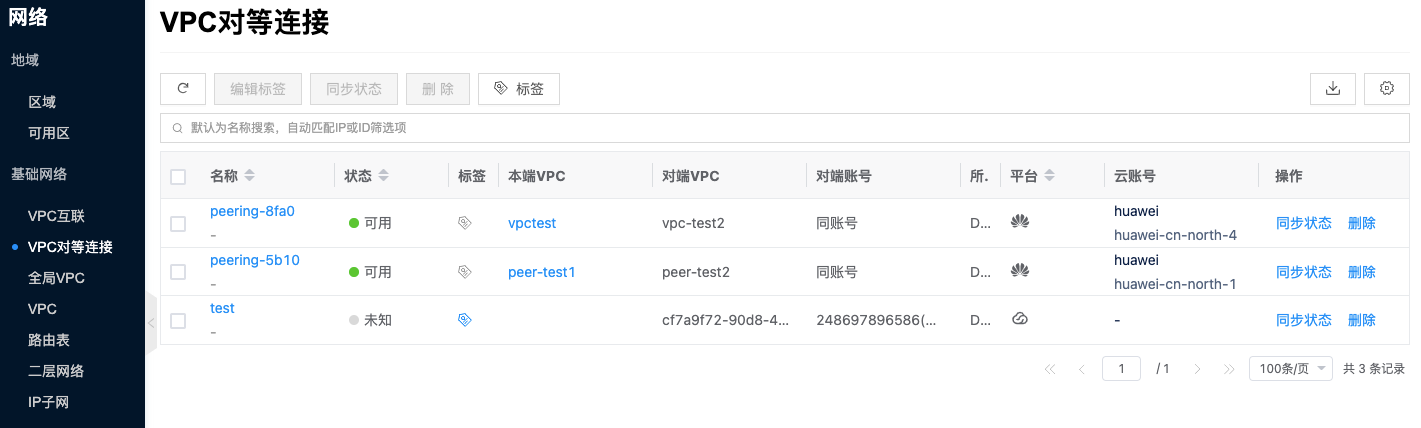 网络
地域
区域
可用区
基础网络
VPC互联
VPC对等连接
全局VPC
VPC
路由表
二层网络
IP子网
VPC对等连接
编辑标签 同步状态 删 除 标签
默认为名称搜索，自动匹配IP或ID筛选项
名称 状态 标签 本端VPC 对端VPC 对端账号 所. 平台 云账号 操作
peering-8fa0 可用 vpctest vpc-test2 同账号 D... huawei 同步状态 删除
- huawei-cn-north-4
peering-5b10 可用 peer-test1 peer-test2 同账号 D... huawei 同步状态 删除
- huawei-cn-north-1
test 未知 cf7a9f72-90d8-4... 248697896586(... D... - 同步状态 删除
-
1 / 1 100条/页 共 3 条记录